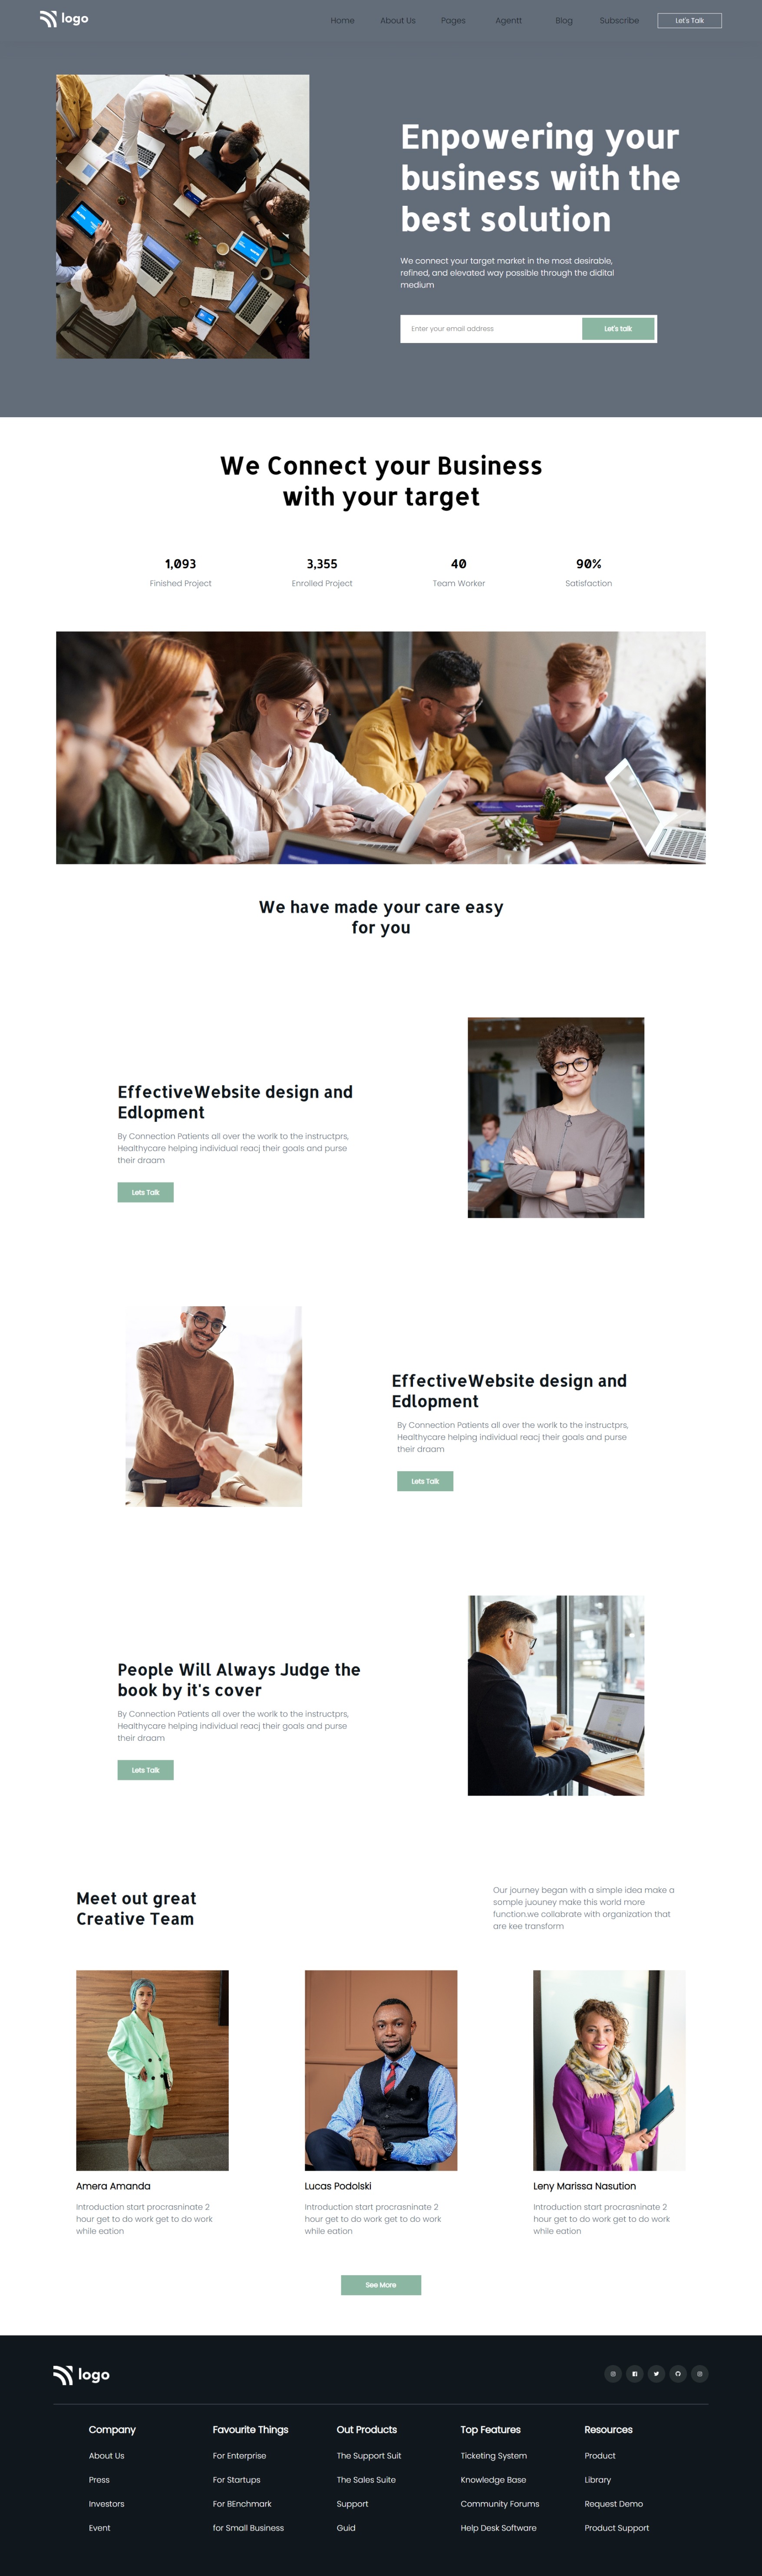 logo
Home About Us Pages Agentt Blog Subscribe Let's Talk
Enpowering your
business with the
best solution
We connect your target market in the most desirable,
refined, and elevated way possible through the didital
medium
Enter your email address Let's talk
We Connect your Business
with your target
1,093 3,355 40 90%
Finished Project Enrolled Project Team Worker Satisfaction
We have made your care easy
for you
EffectiveWebsite design and
Edlopment
By Connection Patients all over the worlk to the instructprs,
Healthycare helping individual reacj their goals and purse
their draam
Lets Talk
EffectiveWebsite design and
Edlopment
By Connection Patients all over the worlk to the instructprs,
Healthycare helping individual reacj their goals and purse
their draam
Lets Talk
People Will Always Judge the
book by it's cover
By Connection Patients all over the worlk to the instructprs,
Healthycare helping individual reacj their goals and purse
their draam
Lets Talk
Meet out great
Creative Team
Our journey began with a simple idea make a
somple juouney make this world more
function.we collabrate with organization that
are kee transform
Amera Amanda
Introduction start procrasninate 2
hour get to do work get to do work
while eation
Lucas Podolski
Introduction start procrasninate 2
hour get to do work get to do work
while eation
Leny Marissa Nasution
Introduction start procrasninate 2
hour get to do work get to do work
while eation
See More
logo
Company Favourite Things Out Products Top Features Resources
About Us For Enterprise The Support Suit Ticketing System Product
Press For Startups The Sales Suite Knowledge Base Library
Investors For BEnchmark Support Community Forums Request Demo
Event for Small Business Guid Help Desk Software Product Support